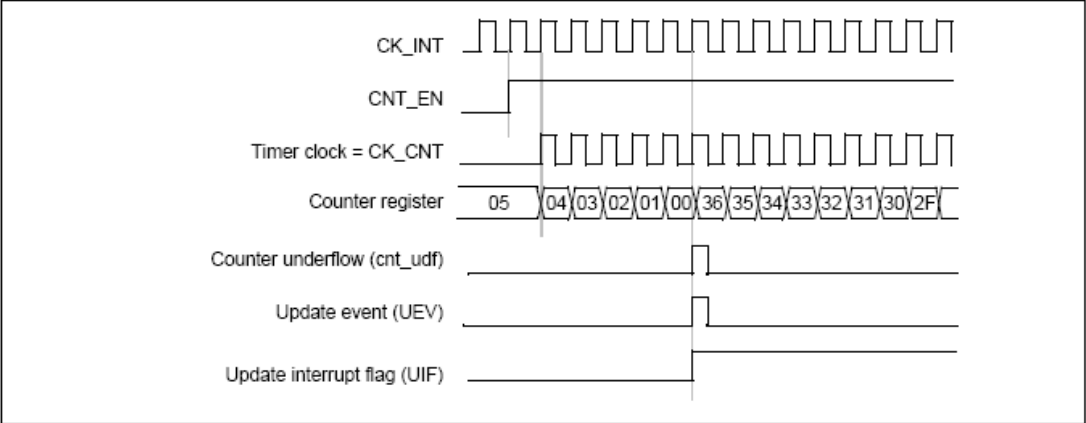 CK_INT
CNT_EN
Timer clock = CK_CNT
Counter register 05 04 03 02 01 00 36 35 34 33 32 31 30 2F
Counter underflow (cnt_udf)
Update event (UEV)
Update interrupt flag (UIF)